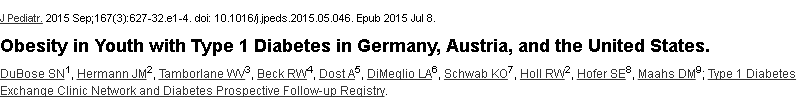 J Pediatr. 2015 Sep;167(3):627-32.e1-4. doi: 10.1016/j.jpeds.2015.05.046. Epub 2015 Jul 8.
Obesity in Youth with Type 1 Diabetes in Germany, Austria, and the United States.
DuBose SN1, Hermann JM2, Tamborlane WV3, Beck RW4, Dost A5, DiMeglio LA6, Schwab KO7, Holl RW2, Hofer SE8, Maahs DM9; Type 1 Diabetes
Exchange Clinic Network and Diabetes Prospective Follow-up Registry.